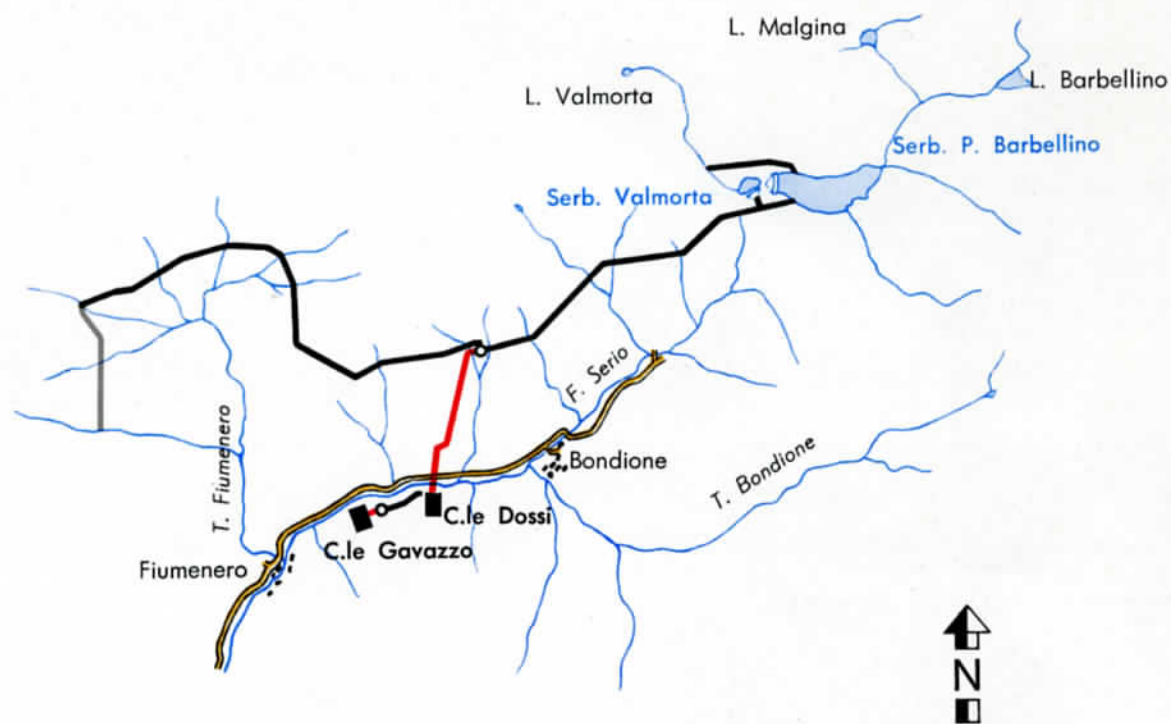 L. Malgina
L. Barbellino
L. Valmorta
Serb. P. Barbellino
Serb. Valmorta
F. Serio
T. Fiumenero
Bondione
T. Bondione
C.le Dossi
C.le Gavazzo
Fiumenero
N